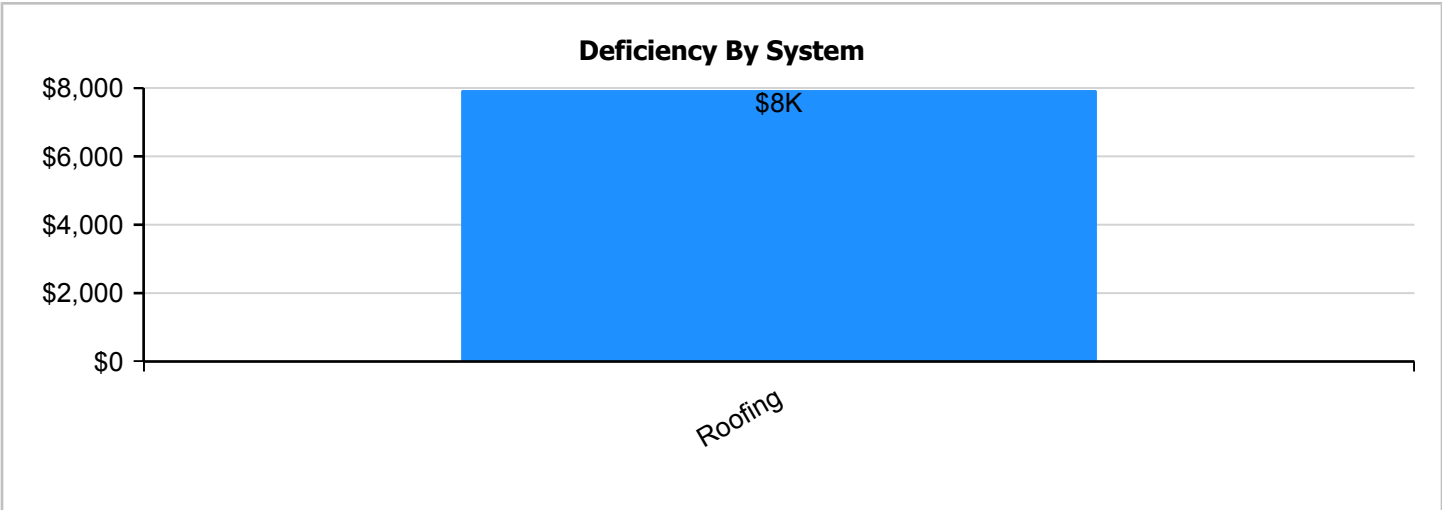 Deficiency By System
$8,000
$8K
$6,000
$4,000
$2,000
$0
Roofing